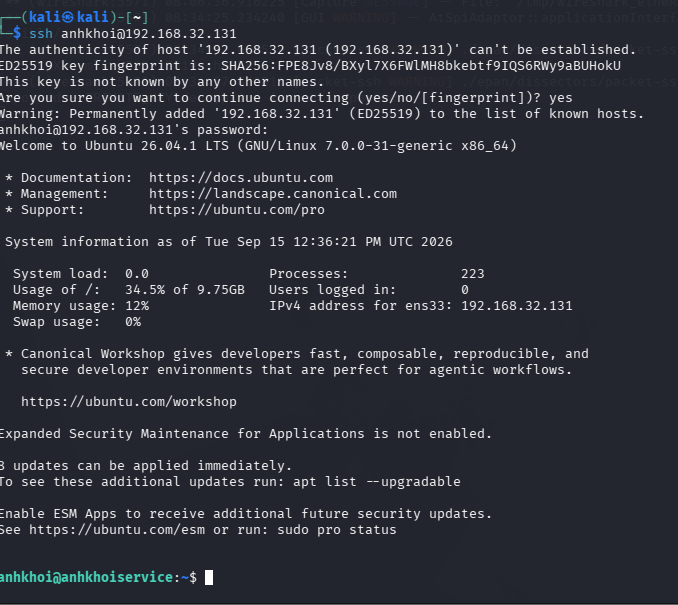 (kali㉿kali)-[~]
$ ssh anhkhoi@192.168.32.131
The authenticity of host '192.168.32.131 (192.168.32.131)' can't be established.
ED25519 key fingerprint is: SHA256:FPE8Jv8/BXyl7X6FWlMH8bkebtf9IQS6RWy9aBUHokU
This key is not known by any other names.
Are you sure you want to continue connecting (yes/no/[fingerprint])? yes
Warning: Permanently added '192.168.32.131' (ED25519) to the list of known hosts.
anhkhoi@192.168.32.131's password:
Welcome to Ubuntu 26.04.1 LTS (GNU/Linux 7.0.0-31-generic x86_64)
* Documentation: https://docs.ubuntu.com
* Management: https://landscape.canonical.com
* Support: https://ubuntu.com/pro
System information as of Tue Sep 15 12:36:21 PM UTC 2026
System load: 0.0 Processes: 223
Usage of /: 34.5% of 9.75GB Users logged in: 0
Memory usage: 12% IPv4 address for ens33: 192.168.32.131
Swap usage: 0%
* Canonical Workshop gives developers fast, composable, reproducible, and
secure developer environments that are perfect for agentic workflows.
https://ubuntu.com/workshop
Expanded Security Maintenance for Applications is not enabled.
updates can be applied immediately.
To see these additional updates run: apt list --upgradable
Enable ESM Apps to receive additional future security updates.
See https://ubuntu.com/esm or run: sudo pro status
anhkhoi@anhkhoiservice:~$